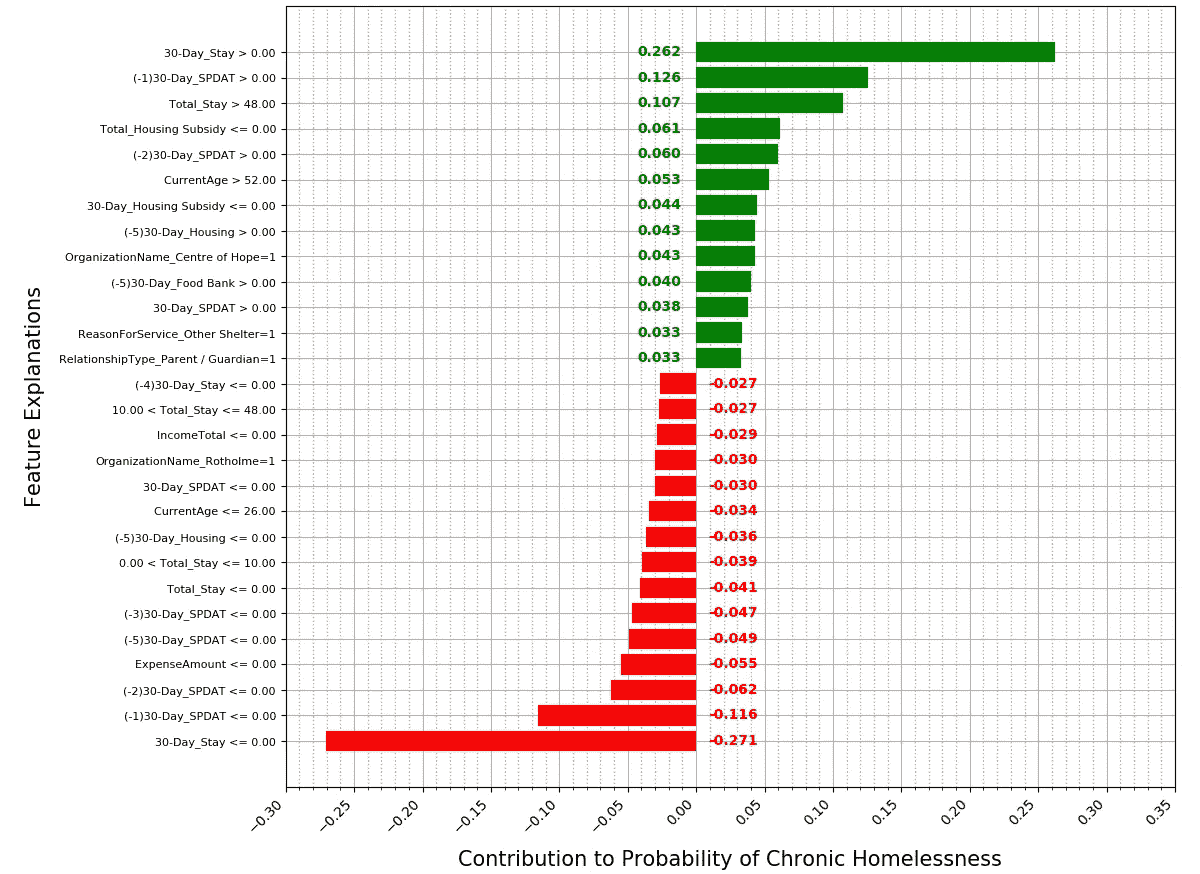 30-Day_Stay > 0.00 0.262
(-1)30-Day_SPDAT > 0.00 0.126
Total_Stay > 48.00 0.107
Total_Housing Subsidy <= 0.00 0.061
(-2)30-Day_SPDAT > 0.00 0.060
CurrentAge > 52.00 0.053
30-Day_Housing Subsidy <= 0.00 0.044
(-5)30-Day_Housing > 0.00 0.043
OrganizationName_Centre of Hope=1 0.043
(-5)30-Day_Food Bank > 0.00 0.040
30-Day_SPDAT > 0.00 0.038
ReasonForService_Other Shelter=1 0.033
RelationshipType_Parent / Guardian=1 0.033
(-4)30-Day_Stay <= 0.00 -0.027
10.00 < Total_Stay <= 48.00 -0.027
IncomeTotal <= 0.00 -0.029
OrganizationName_Rotholme=1 -0.030
30-Day_SPDAT <= 0.00 -0.030
CurrentAge <= 26.00 -0.034
(-5)30-Day_Housing <= 0.00 -0.036
0.00 < Total_Stay <= 10.00 -0.039
Total_Stay <= 0.00 -0.041
(-3)30-Day_SPDAT <= 0.00 -0.047
(-5)30-Day_SPDAT <= 0.00 -0.049
ExpenseAmount <= 0.00 -0.055
(-2)30-Day_SPDAT <= 0.00 -0.062
(-1)30-Day_SPDAT <= 0.00 -0.116
30-Day_Stay <= 0.00 -0.271
Feature Explanations
−0.30 −0.25 −0.20 −0.15 −0.10 −0.05 0.00 0.05 0.10 0.15 0.20 0.25 0.30 0.35
Contribution to Probability of Chronic Homelessness